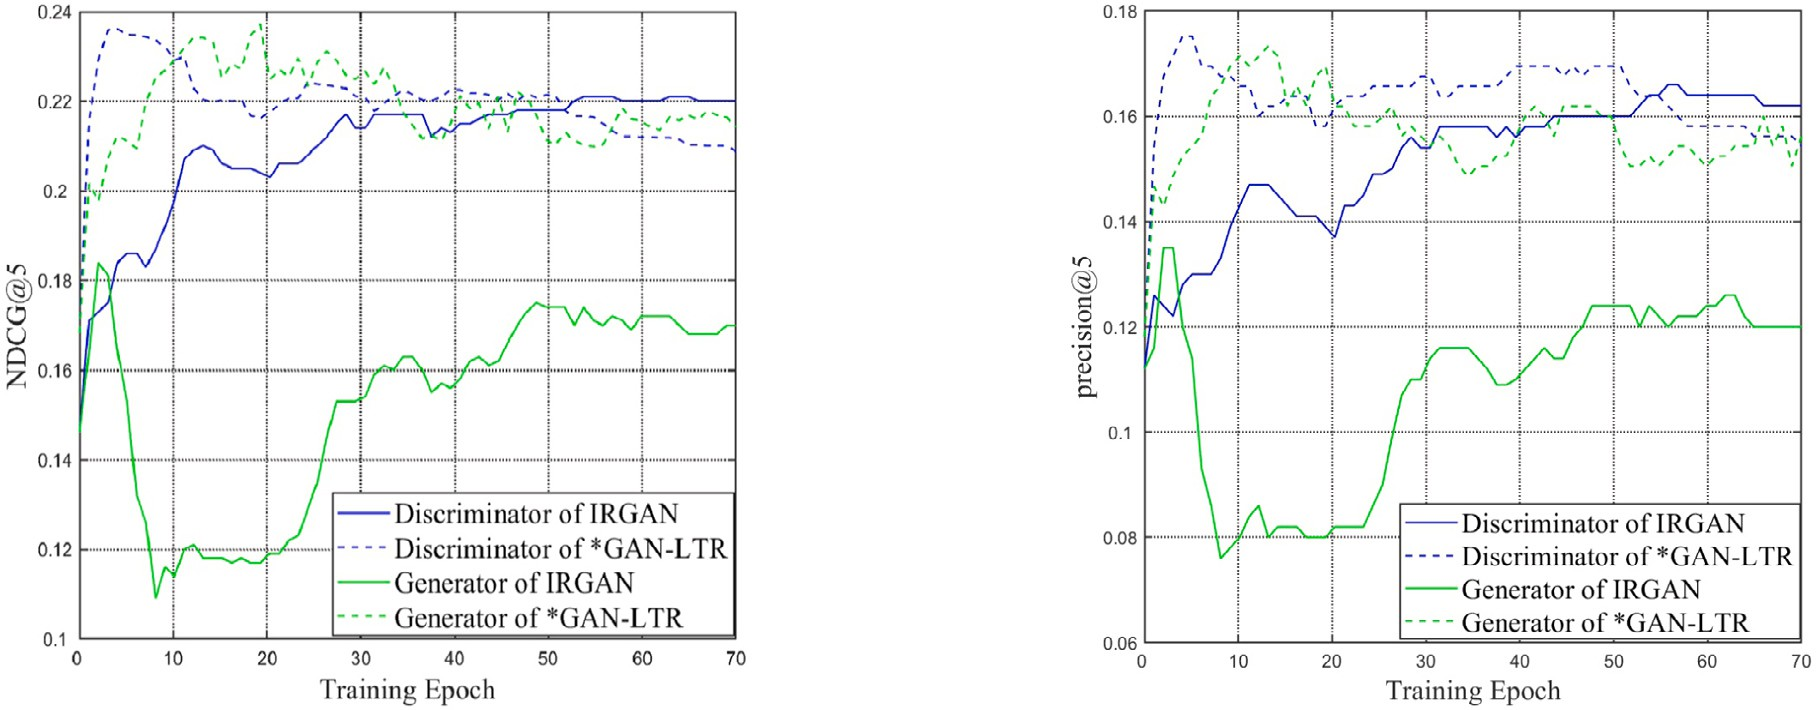 0.24
0.22
0.2
0.18
0.16
0.14
0.12
0.1
NDCG@5
0 10 20 30 40 50 60 70
Training Epoch
Discriminator of IRGAN
Discriminator of *GAN-LTR
Generator of IRGAN
Generator of *GAN-LTR
0.18
0.16
0.14
0.12
0.1
0.08
0.06
precision@5
0 10 20 30 40 50 60 70
Training Epoch
Discriminator of IRGAN
Discriminator of *GAN-LTR
Generator of IRGAN
Generator of *GAN-LTR